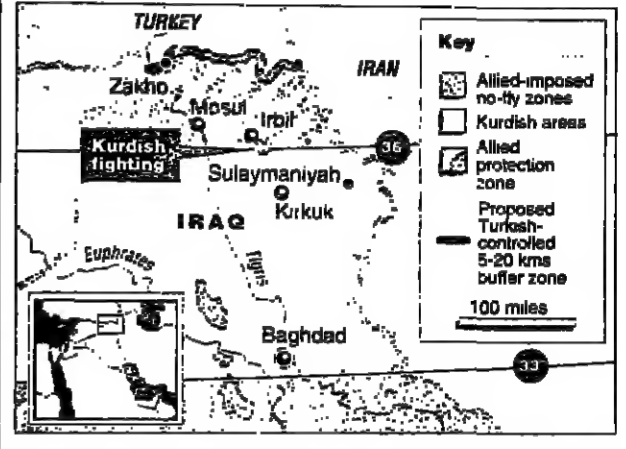 TURKEY
IRAN
Zakho
Mosul
Irbil
Kurdish
fighting
36
Sulaymaniyah
Kirkuk
IRAQ
Euphrates
Tigris
Baghdad
33
Key
Allied-imposed
no-fly zones
Kurdish areas
Allied
protection
zone
Proposed
Turkish-
controlled
5-20 kms
buffer zone
100 miles